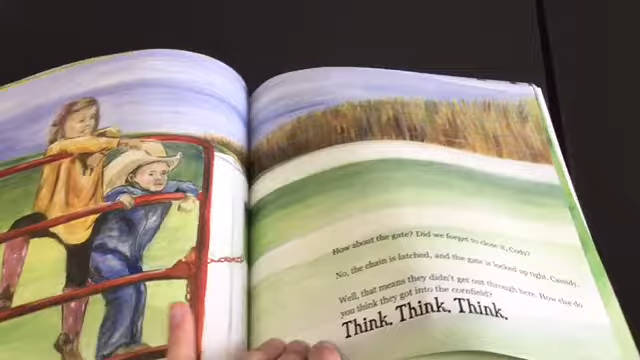 How about the gate? Did we forget to close it, Cody?
No, the chain is latched, and the gate is locked up tight, Cassidy.
Well, that means they didn't get out through here. How else do
you think they got into the cornfield?
Think. Think. Think.